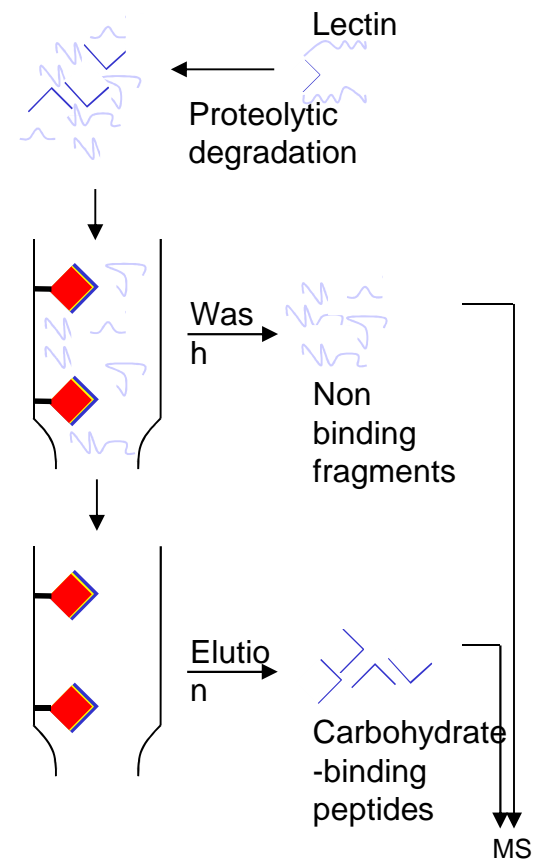 Lectin
Proteolytic
degradation
Was
h
Non
binding
fragments
Elutio
n
Carbohydrate
-binding
peptides
MS